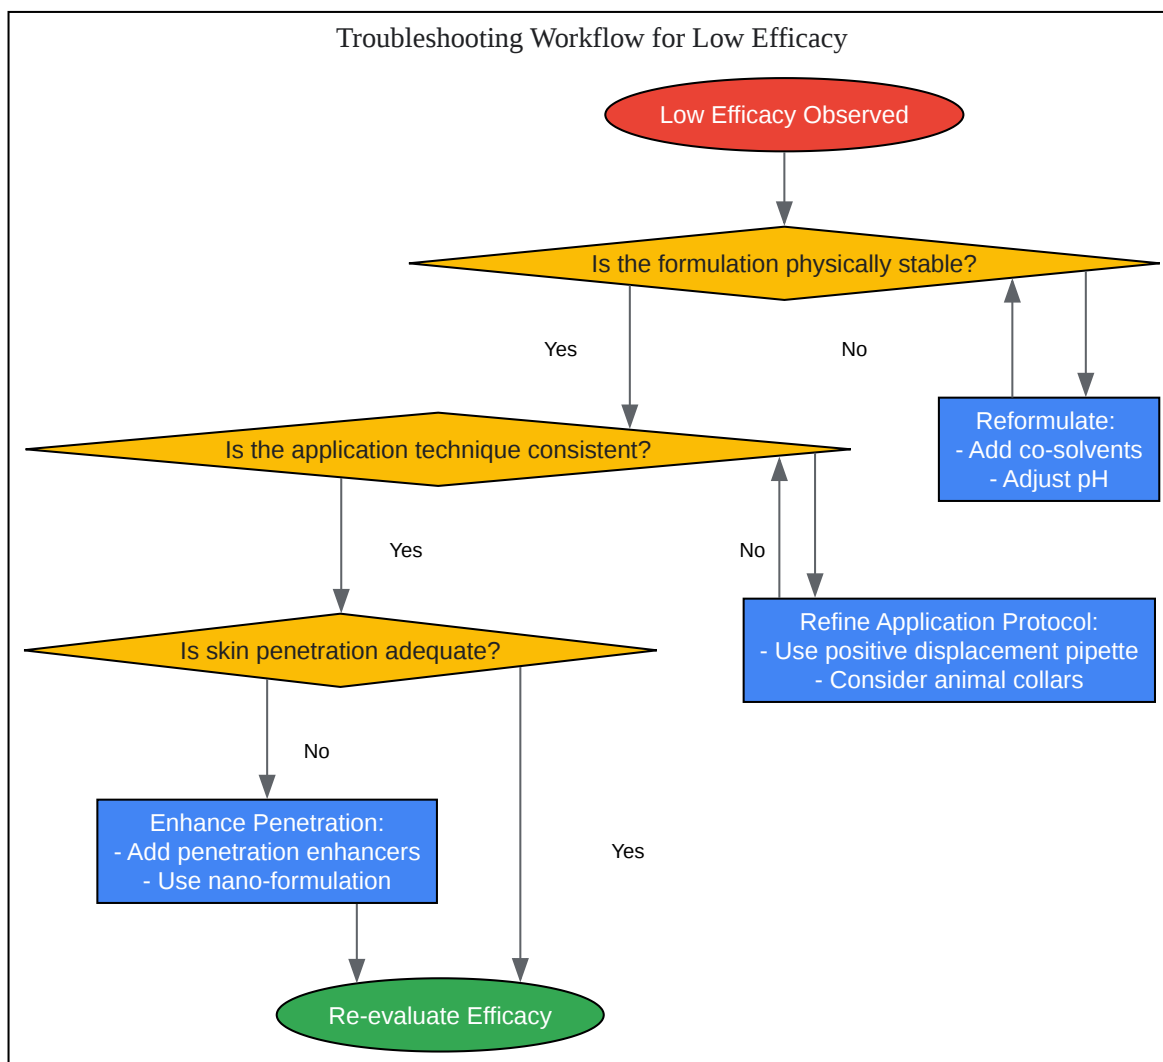 Troubleshooting Workflow for Low Efficacy
Low Efficacy Observed
Is the formulation physically stable?
Yes
No
Reformulate:
- Add co-solvents
- Adjust pH
Is the application technique consistent?
Yes
No
Refine Application Protocol:
- Use positive displacement pipette
- Consider animal collars
Is skin penetration adequate?
No
Enhance Penetration:
- Add penetration enhancers
- Use nano-formulation
Yes
Re-evaluate Efficacy